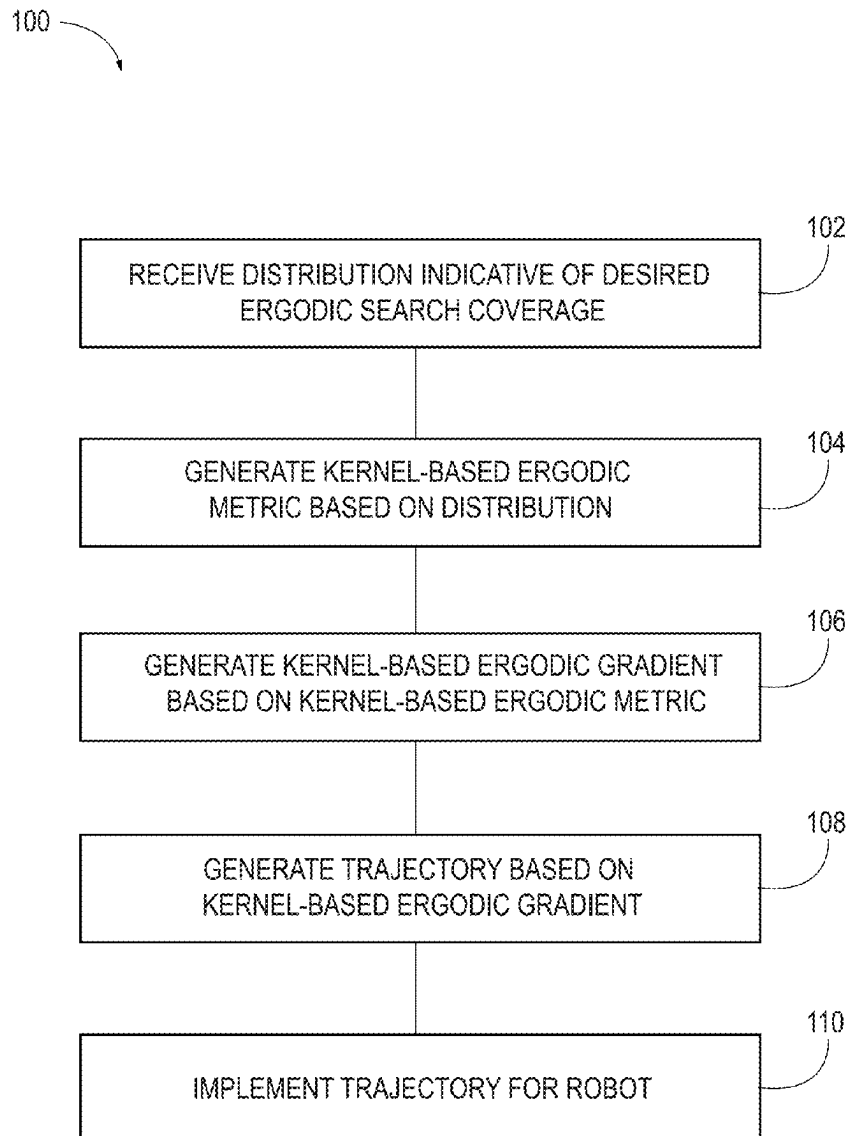 100
102
RECEIVE DISTRIBUTION INDICATIVE OF DESIRED
ERGODIC SEARCH COVERAGE
104
GENERATE KERNEL-BASED ERGODIC
METRIC BASED ON DISTRIBUTION
106
GENERATE KERNEL-BASED ERGODIC GRADIENT
BASED ON KERNEL-BASED ERGODIC METRIC
108
GENERATE TRAJECTORY BASED ON
KERNEL-BASED ERGODIC GRADIENT
110
IMPLEMENT TRAJECTORY FOR ROBOT